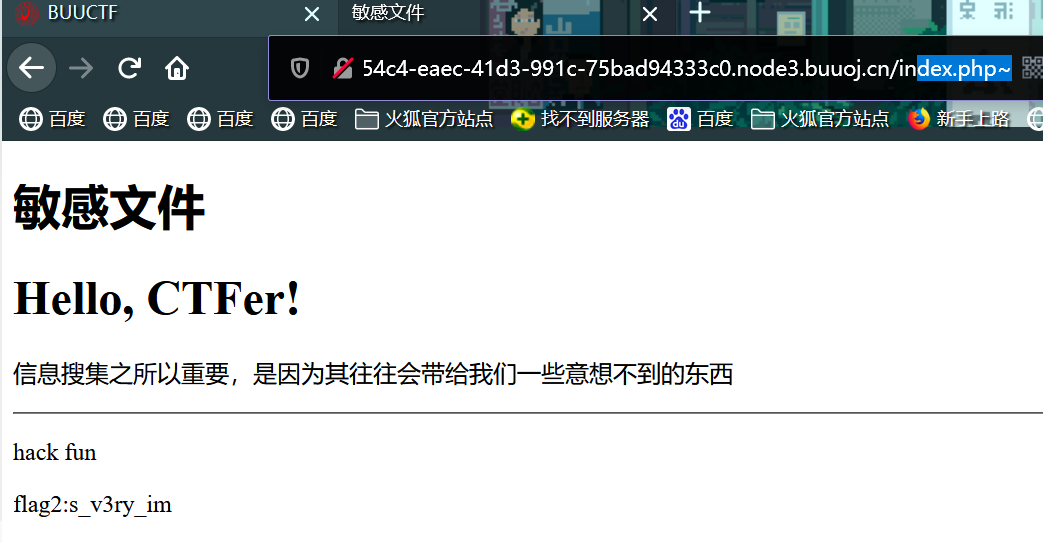 BUUCTF
敏感文件
54c4-eaec-41d3-991c-75bad94333c0.node3.buuoj.cn/index.php~
百度 百度 百度 百度 火狐官方站点 找不到服务器 百度 火狐官方站点 新手上路
敏感文件
Hello, CTFer!
信息搜集之所以重要，是因为其往往会带给我们一些意想不到的东西
hack fun
flag2:s_v3ry_im